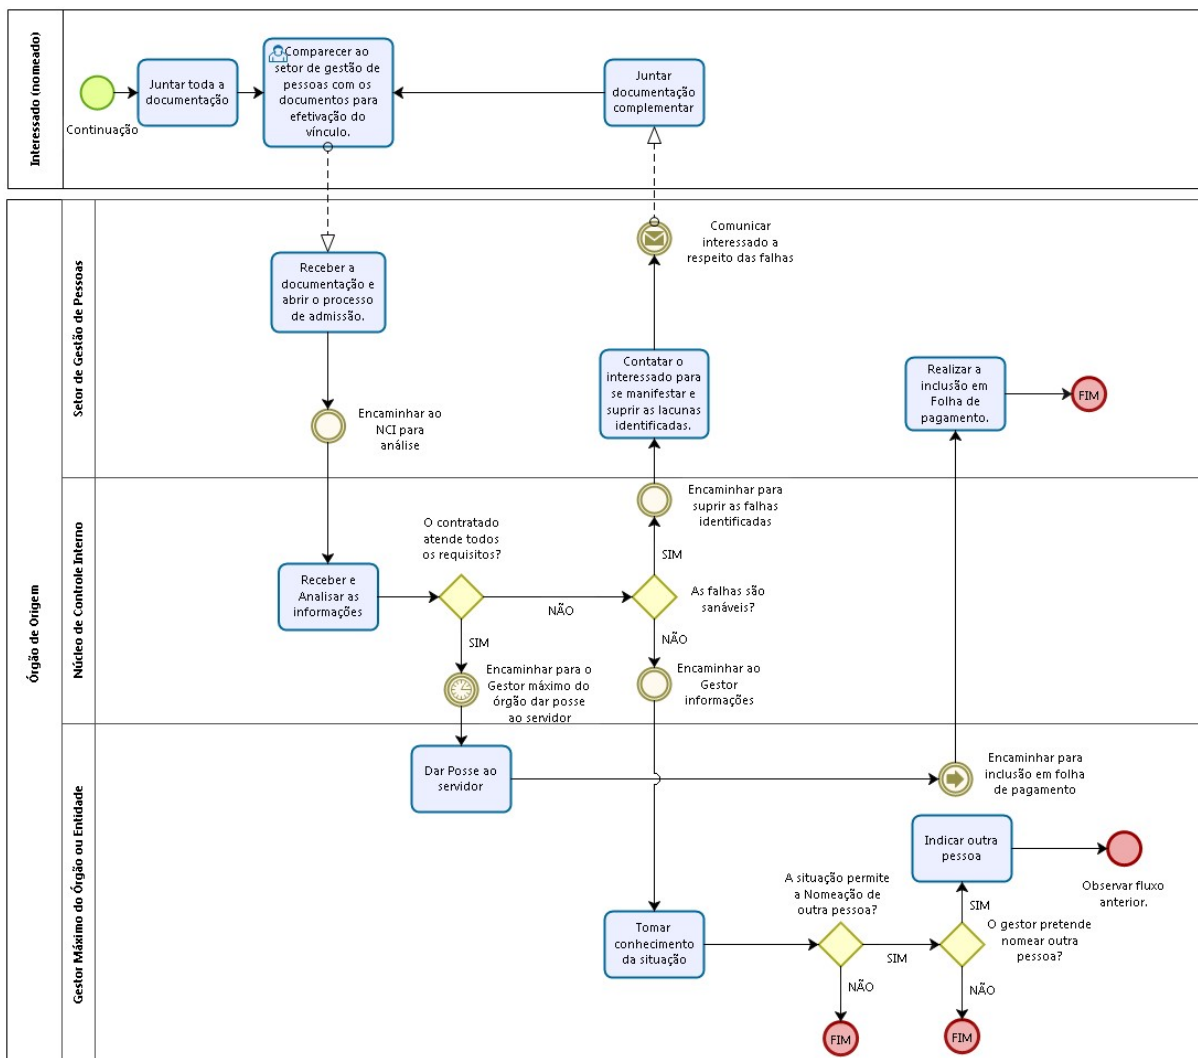 Interessado (nomeado)
Continuação
Juntar toda a
documentação
Comparecer ao
setor de gestão de
pessoas com os
documentos para
efetivação do
vínculo.
Juntar
documentação
complementar
Órgão de Origem
Setor de Gestão de Pessoas
Receber a
documentação e
abrir o processo
de admissão.
Encaminhar ao
NCI para
análise
Comunicar
interessado a
respeito das falhas
Contatar o
interessado para
se manifestar e
suprir as lacunas
identificadas.
Realizar a
inclusão em
Folha de
pagamento.
FIM
Núcleo de Controle Interno
Receber e
Analisar as
informações
O contratado
atende todos
os requisitos?
NÃO
SIM
Encaminhar para o
Gestor máximo do
órgão dar posse
ao servidor
Encaminhar para
suprir as falhas
identificadas
SIM
As falhas são
sanáveis?
NÃO
Encaminhar ao
Gestor
informações
Gestor Máximo do Órgão ou Entidade
Dar Posse ao
servidor
Encaminhar para
inclusão em folha
de pagamento
Tomar
conhecimento
da situação
A situação permite
a Nomeação de
outra pessoa?
SIM
NÃO
FIM
Indicar outra
pessoa
Observar fluxo
anterior.
SIM
O gestor pretende
nomear outra
pessoa?
NÃO
FIM